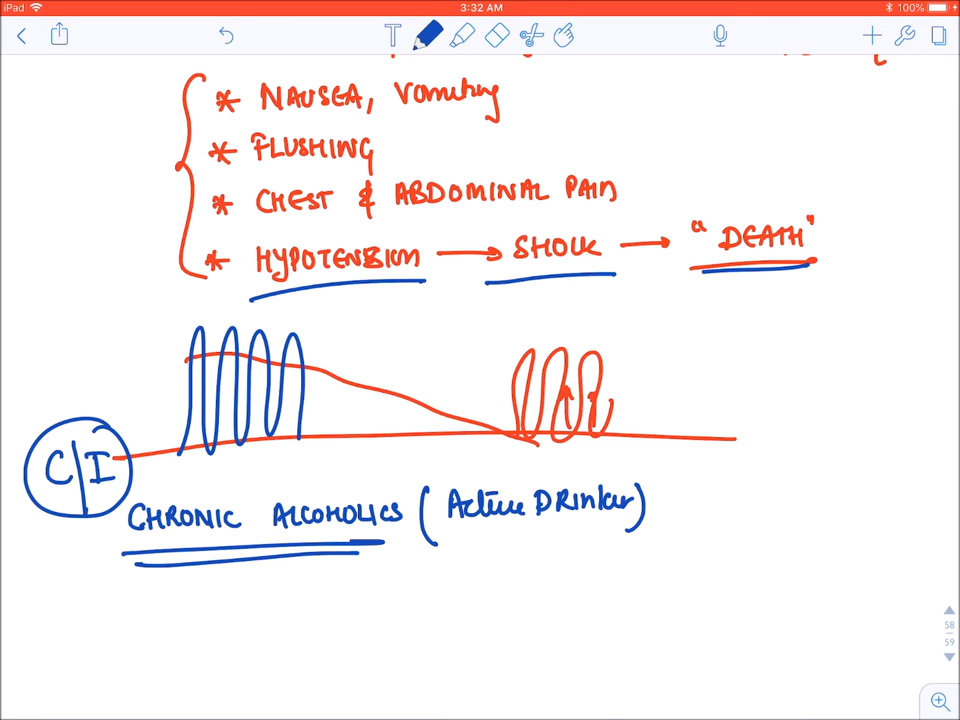 iPad 3:32 AM 100%
T
* NAUSEA, Vomiting
* FLUSHING
* CHEST & ABDOMINAL PAIN
* HYPOTENSION → SHOCK → "DEATH"
C/I
CHRONIC ALCOHOLICS (Active DRinker)
58
59